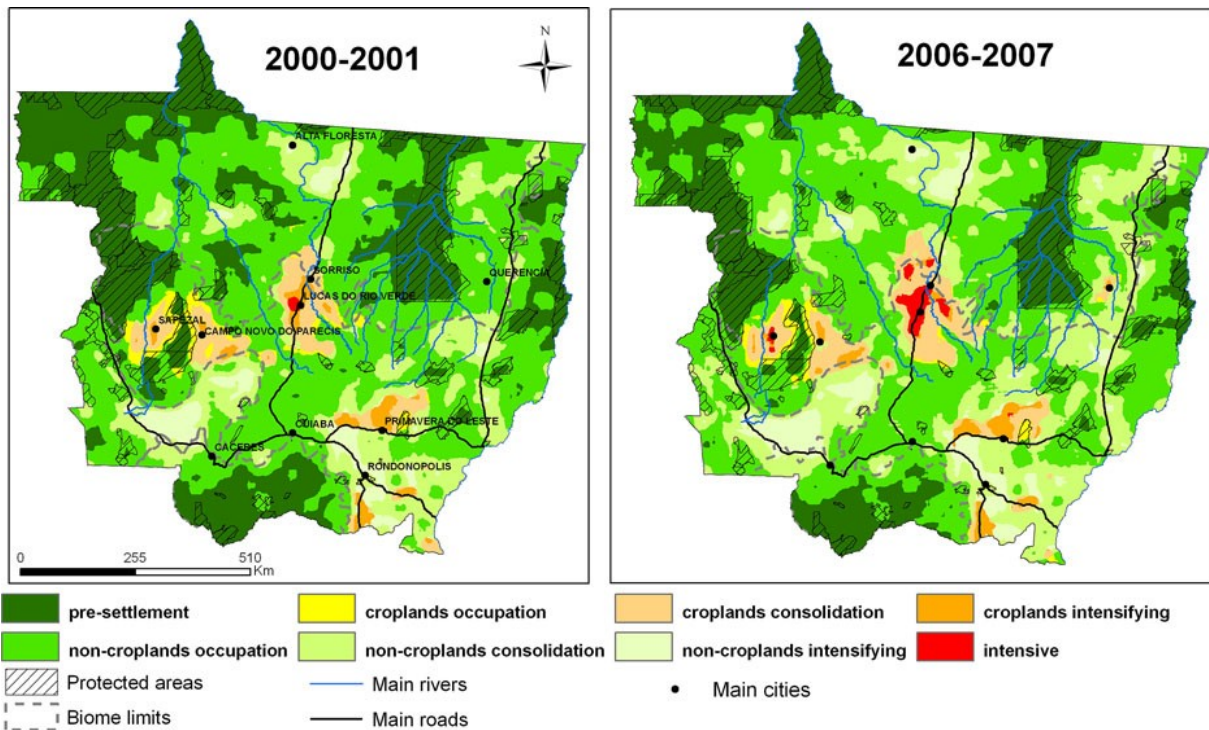 2000-2001
N
ALTA FLORESTA
SORRISO
QUERENCIA
LUCAS DO RIO VERDE
SAPEZAL
CAMPO NOVO DO PARECIS
PRIMAVERA DO LESTE
CUIABA
CACERES
RONDONOPOLIS
0 255 510
Km
2006-2007
pre-settlement croplands occupation croplands consolidation croplands intensifying
non-croplands occupation non-croplands consolidation non-croplands intensifying intensive
Protected areas Main rivers Main cities
Biome limits Main roads